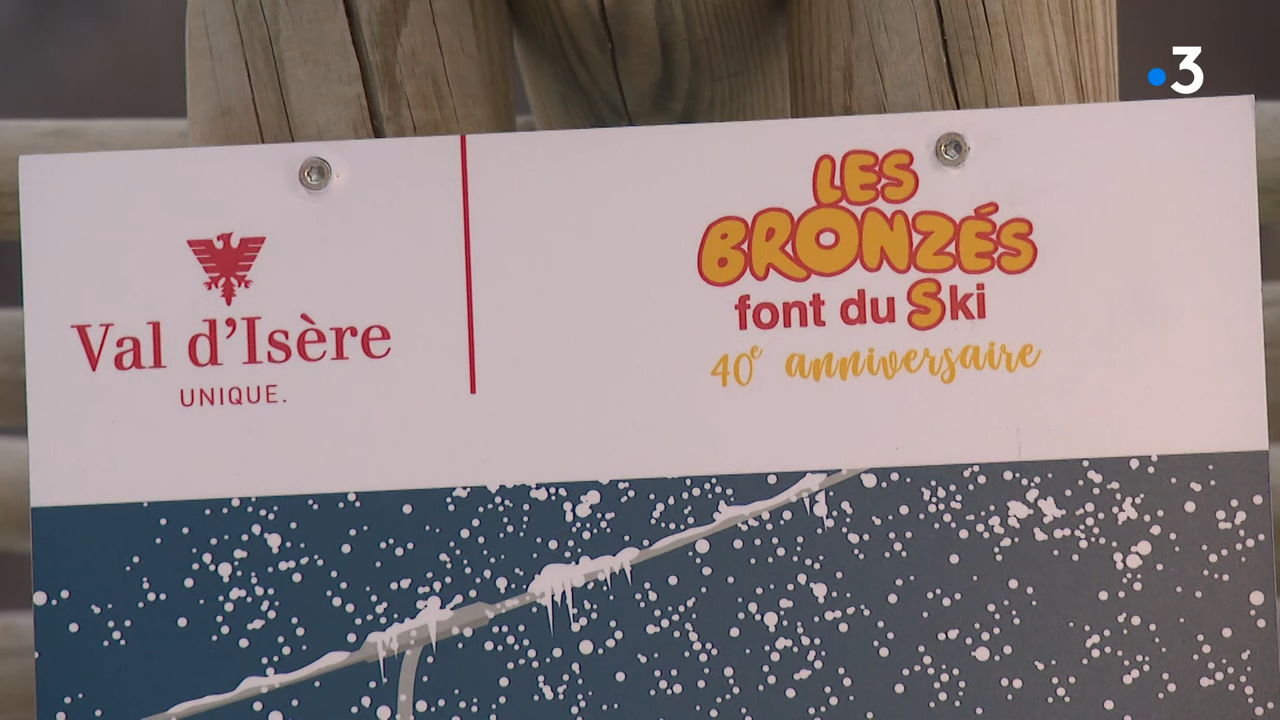 3
Val d'Isère
UNIQUE.
LES
BRONZÉS
font du Ski
40e anniversaire